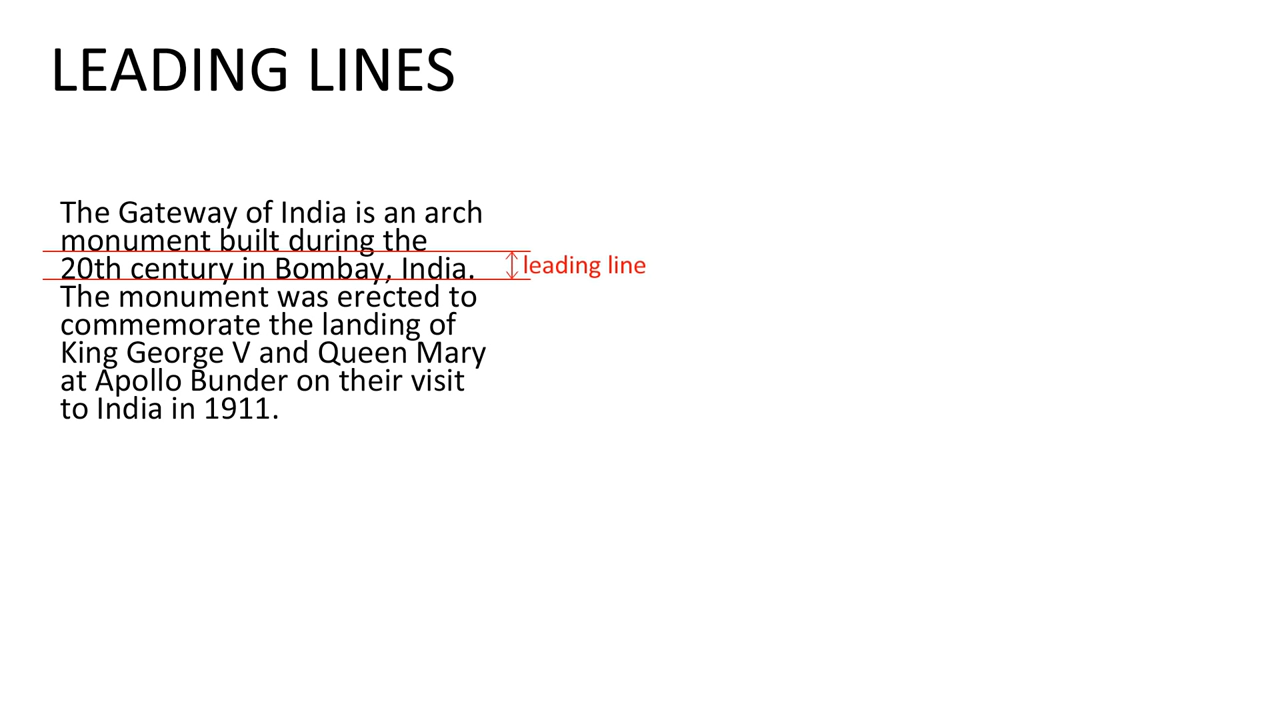 LEADING LINES
The Gateway of India is an arch
monument built during the
20th century in Bombay, India.
leading line
The monument was erected to
commemorate the landing of
King George V and Queen Mary
at Apollo Bunder on their visit
to India in 1911.